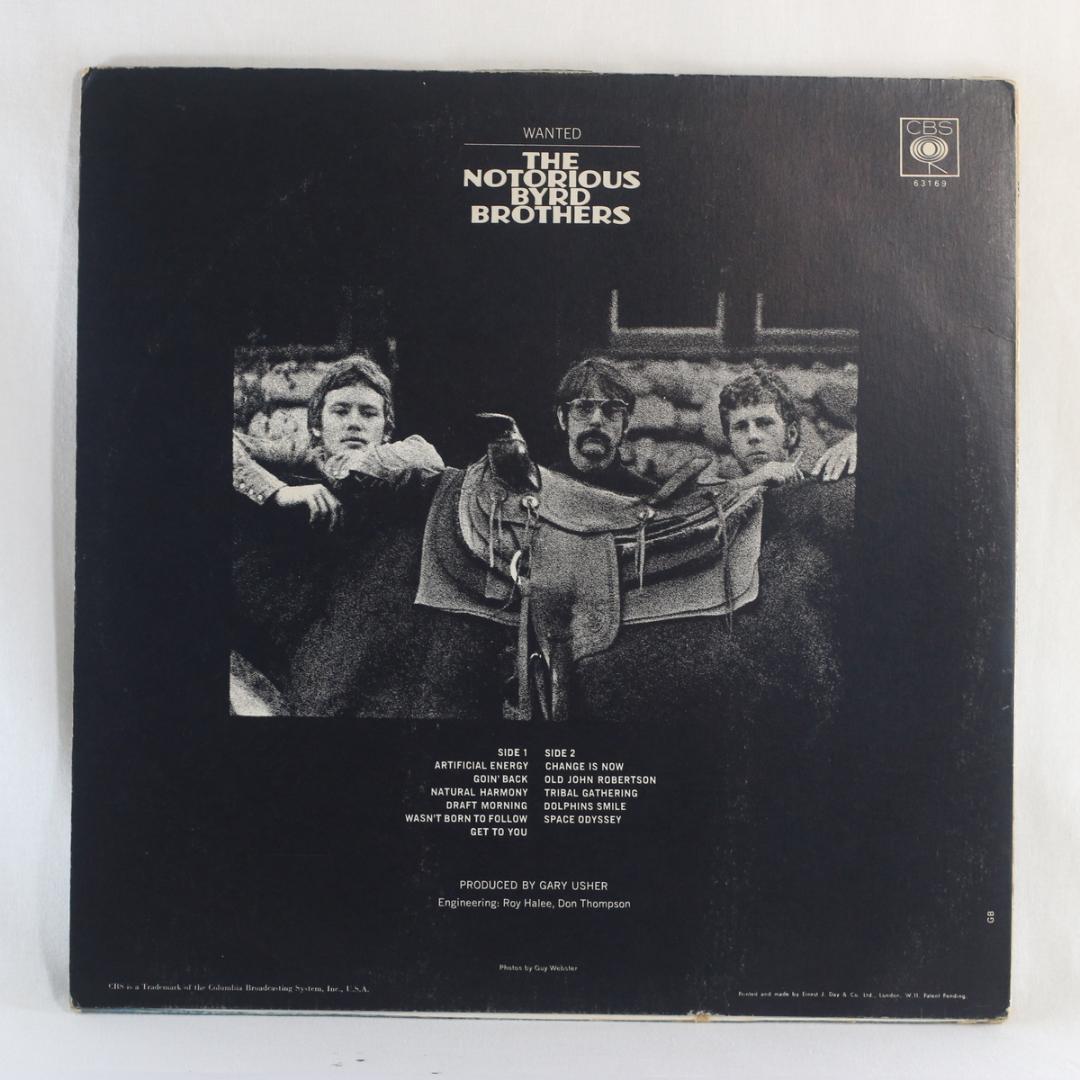 WANTED
THE
NOTORIOUS
BYRD
BROTHERS
CBS
63169
SIDE 1
ARTIFICIAL ENERGY
GOIN' BACK
NATURAL HARMONY
DRAFT MORNING
WASN'T BORN TO FOLLOW
GET TO YOU
SIDE 2
CHANGE IS NOW
OLD JOHN ROBERTSON
TRIBAL GATHERING
DOLPHINS SMILE
SPACE ODYSSEY
PRODUCED BY GARY USHER
Engineering: Roy Halee, Don Thompson
GB
Photos by Guy Webster
CBS is a Trademark of the Columbia Broadcasting System, Inc., U.S.A.
Printed and made by Ernest J. Day & Co. Ltd., London, W.11. Patent Pending.